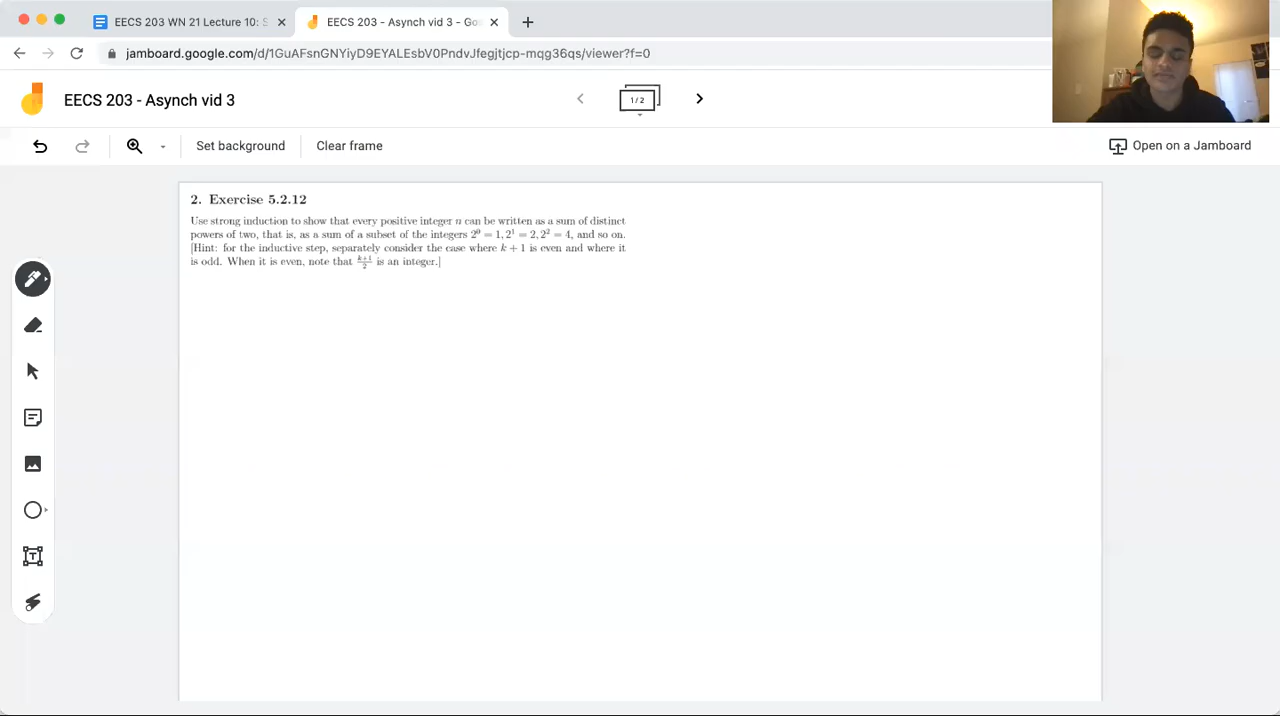 EECS 203 WN 21 Lecture 10: S
EECS 203 - Asynch vid 3 - Goo
jamboard.google.com/d/1GuAFsnGNYiyD9EYALEsbV0PndvJfegjtjcp-mqg36qs/viewer?f=0
EECS 203 - Asynch vid 3
1 / 2
Set background
Clear frame
Open on a Jamboard
2. Exercise 5.2.12
Use strong induction to show that every positive integer n can be written as a sum of distinct
powers of two, that is, as a sum of a subset of the integers 2⁰ = 1, 2¹ = 2, 2² = 4, and so on.
[Hint: for the inductive step, separately consider the case where k + 1 is even and where it
is odd. When it is even, note that (k+1)/2 is an integer.]